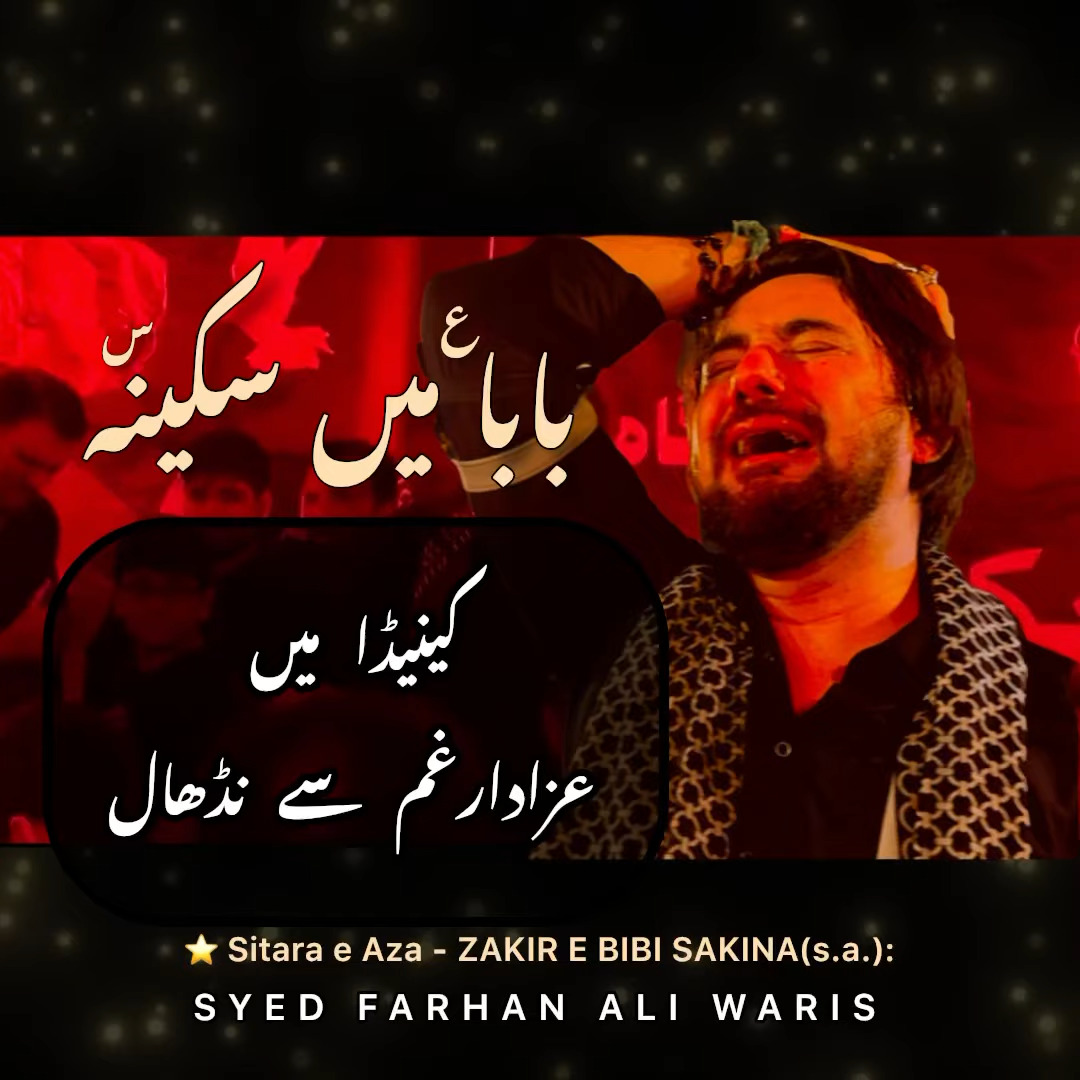 باباؑ میں سکینہؑ س
کینیڈا میں
عزادار غم سے نڈھال
⭐ Sitara e Aza - ZAKIR E BIBI SAKINA(s.a.):
SYED FARHAN ALI WARIS